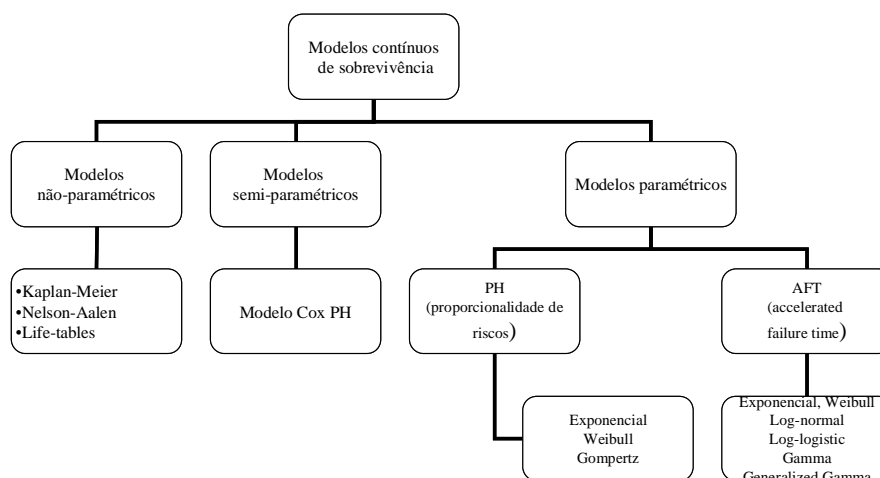 Modelos contínuos
de sobrevivência
Modelos
não-paramétricos
Modelos
semi-paramétricos
Modelos paramétricos
•Kaplan-Meier
•Nelson-Aalen
•Life-tables
Modelo Cox PH
PH
(proporcionalidade de
riscos)
AFT
(accelerated
failure time)
Exponencial
Weibull
Gompertz
Exponencial, Weibull
Log-normal
Log-logistic
Gamma
Generalized Gamma